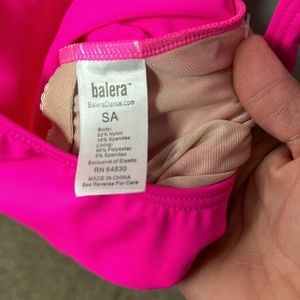 balera™
BaleraDance.com
SA
Body:
82% Nylon
18% Spandex
Lining:
95% Polyester
5% Spandex
Exclusive of Elastic
RN 64830
MADE IN CHINA
See Reverse For Care